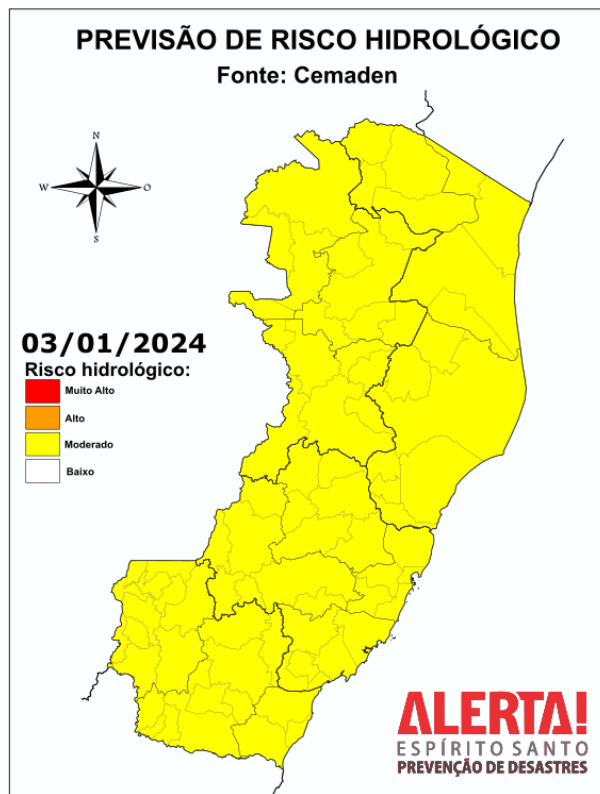 PREVISÃO DE RISCO HIDROLÓGICO
Fonte: Cemaden
N
W
O
S
03/01/2024
Risco hidrológico:
Muito Alto
Alto
Moderado
Baixo
ALERTA!
ESPÍRITO SANTO
PREVENÇÃO DE DESASTRES